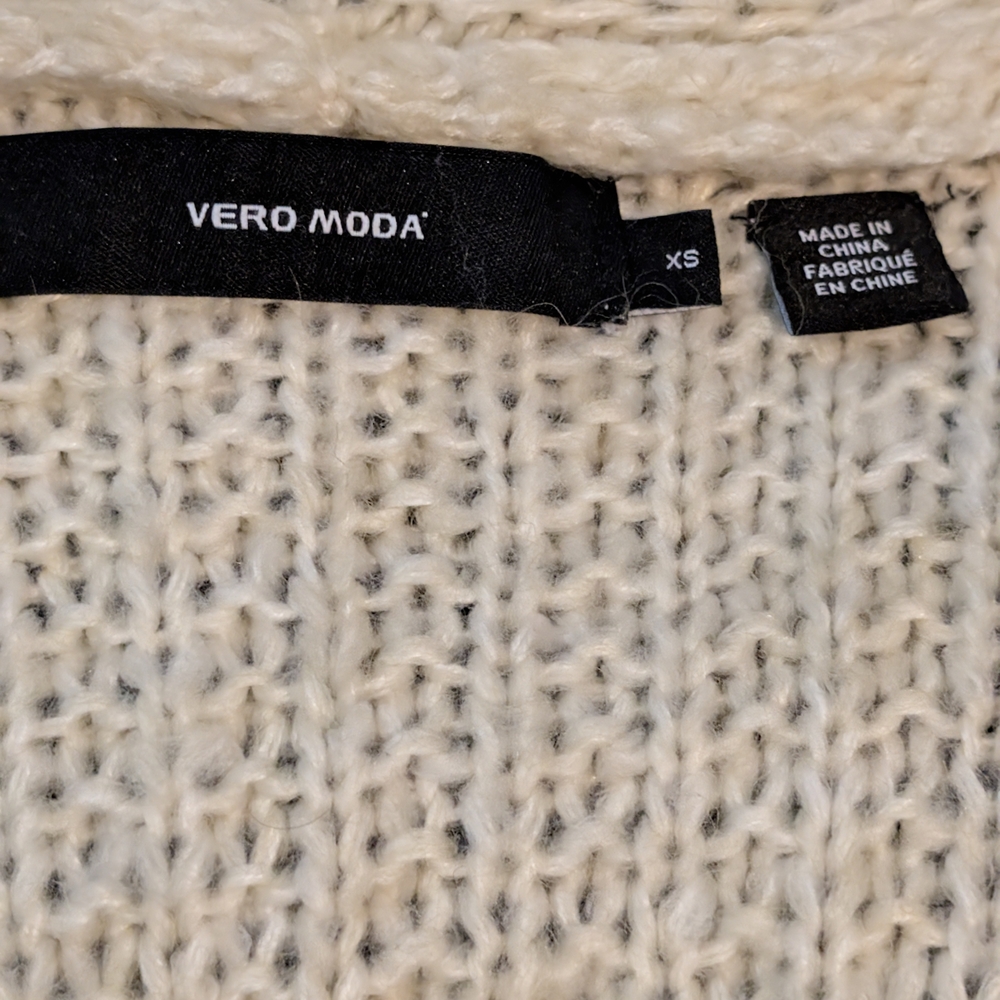 VERO MODA
XS
MADE IN
CHINA
FABRIQUÉ
EN CHINE